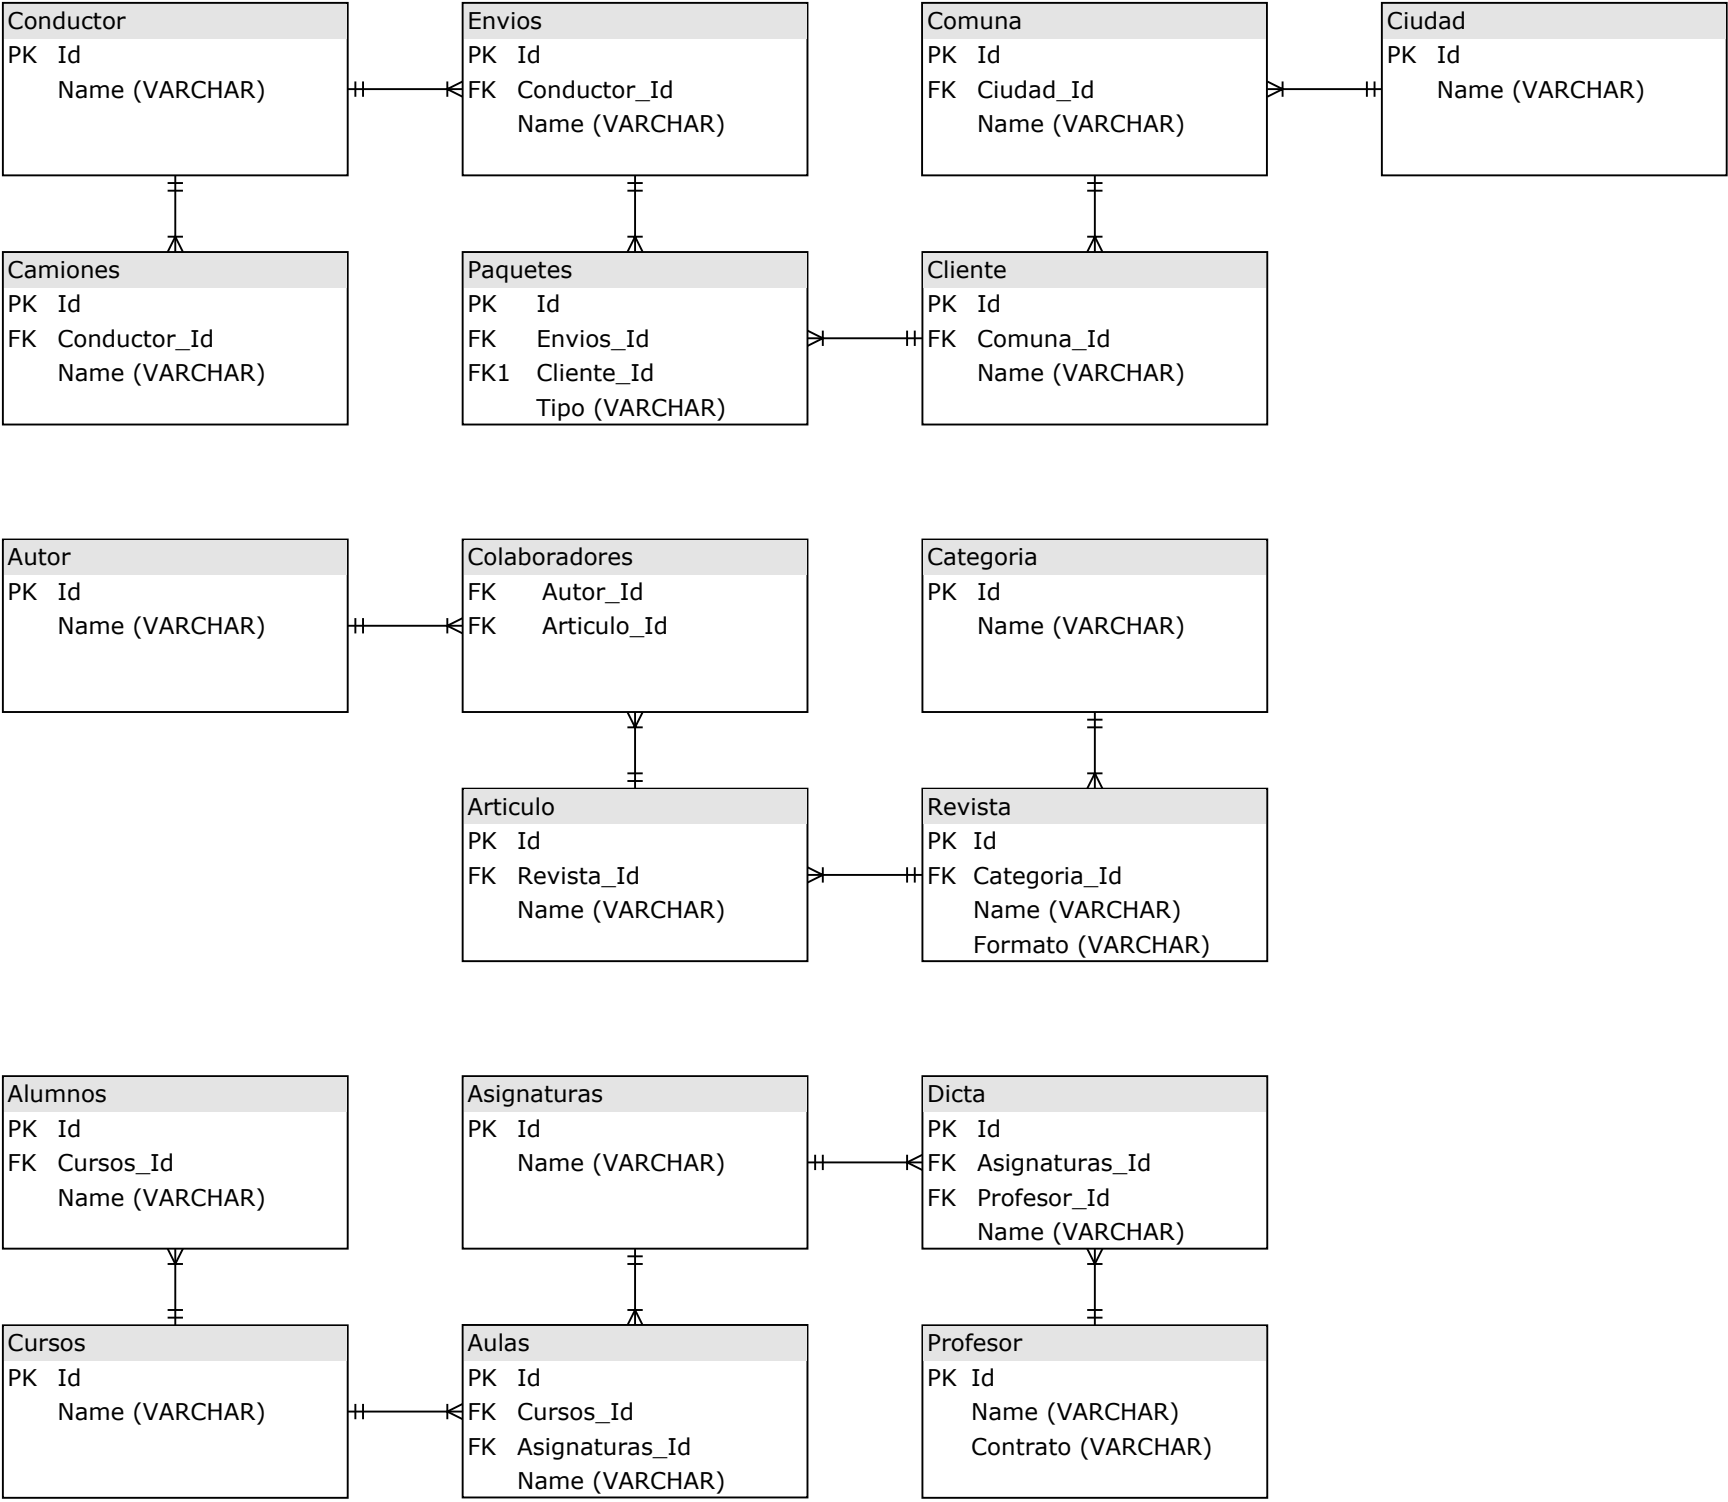 Conductor
PK Id
Name (VARCHAR)
Envios
PK Id
FK Conductor_Id
Name (VARCHAR)
Comuna
PK Id
FK Ciudad_Id
Name (VARCHAR)
Ciudad
PK Id
Name (VARCHAR)
Camiones
PK Id
FK Conductor_Id
Name (VARCHAR)
Paquetes
PK Id
FK Envios_Id
FK1 Cliente_Id
Tipo (VARCHAR)
Cliente
PK Id
FK Comuna_Id
Name (VARCHAR)
Autor
PK Id
Name (VARCHAR)
Colaboradores
FK Autor_Id
FK Articulo_Id
Categoria
PK Id
Name (VARCHAR)
Articulo
PK Id
FK Revista_Id
Name (VARCHAR)
Revista
PK Id
FK Categoria_Id
Name (VARCHAR)
Formato (VARCHAR)
Alumnos
PK Id
FK Cursos_Id
Name (VARCHAR)
Asignaturas
PK Id
Name (VARCHAR)
Dicta
PK Id
FK Asignaturas_Id
FK Profesor_Id
Name (VARCHAR)
Cursos
PK Id
Name (VARCHAR)
Aulas
PK Id
FK Cursos_Id
FK Asignaturas_Id
Name (VARCHAR)
Profesor
PK Id
Name (VARCHAR)
Contrato (VARCHAR)